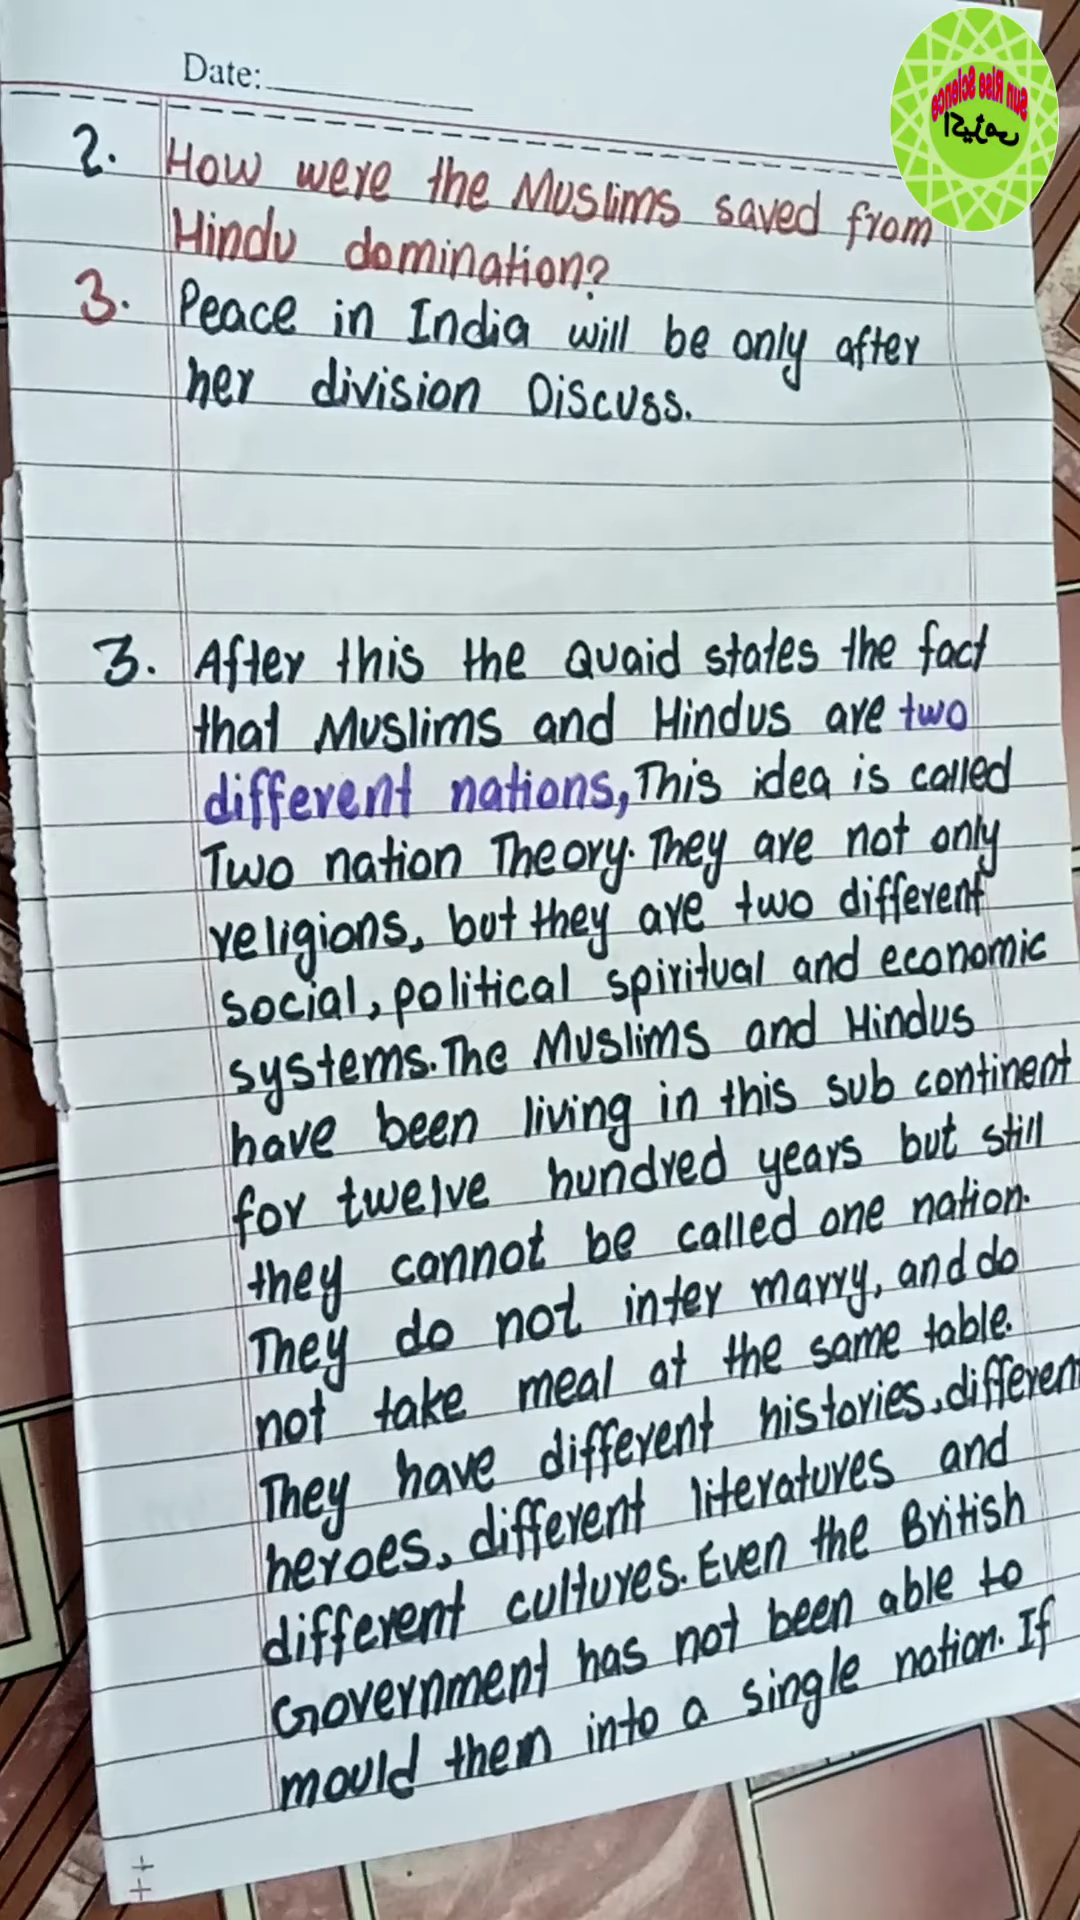 Date:
Sun Rise Science
2. How were the Muslims saved from
Hindu domination?
3. Peace in India will be only after
her division Discuss.
3. After this the Quaid states the fact
that Muslims and Hindus are two
different nations, This idea is called
Two nation Theory. They are not only
religions, but they are two different
social, political spiritual and economic
systems. The Muslims and Hindus
have been living in this sub continent
for twelve hundred years but still
they cannot be called one nation.
They do not inter marry, and do
not take meal at the same table.
They have different histories, different
heroes, different literatures and
different cultures. Even the British
Government has not been able to
mould them into a single nation. If